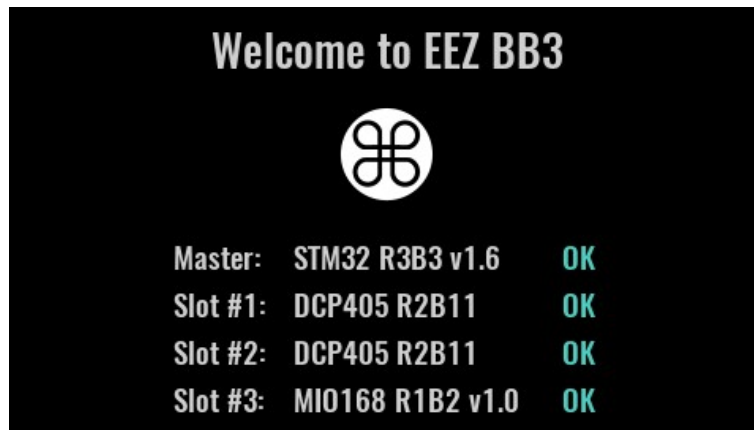 Welcome to EEZ BB3
Master: STM32 R3B3 v1.6 OK
Slot #1: DCP405 R2B11 OK
Slot #2: DCP405 R2B11 OK
Slot #3: MIO168 R1B2 v1.0 OK